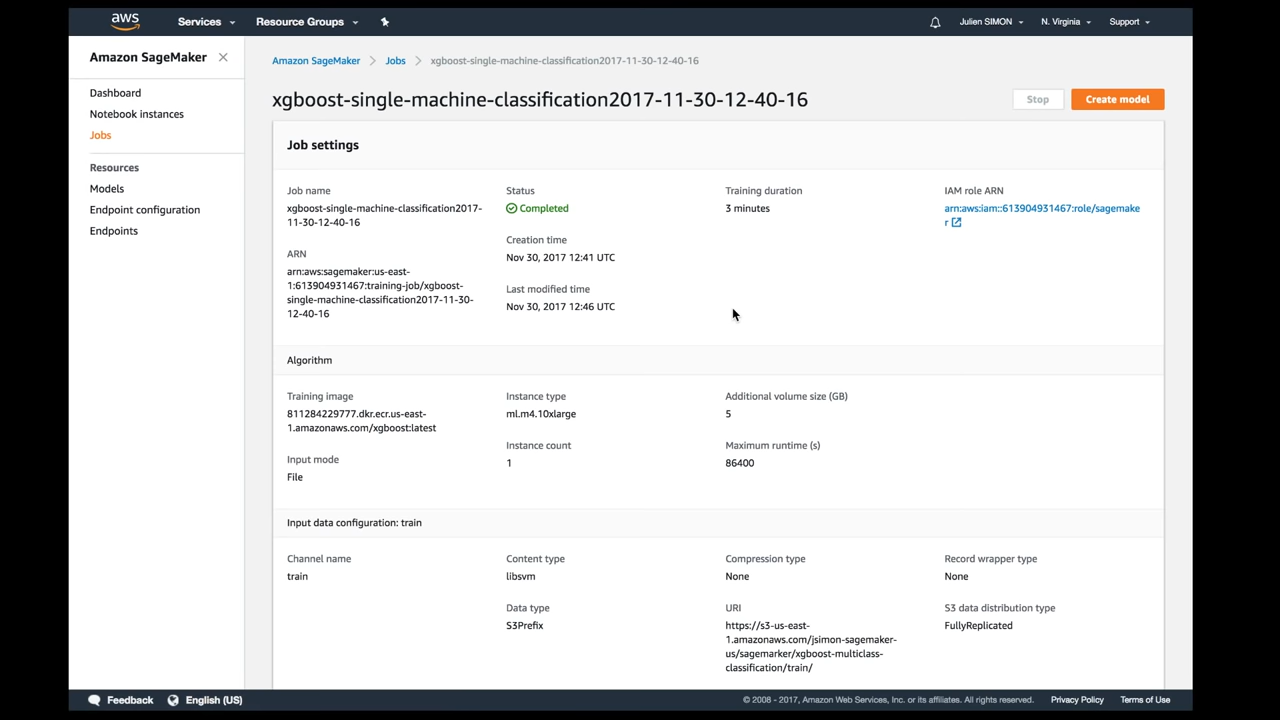 aws
Services
Resource Groups
Julien SIMON
N. Virginia
Support
Amazon SageMaker
Dashboard
Notebook instances
Jobs
Resources
Models
Endpoint configuration
Endpoints
Amazon SageMaker > Jobs > xgboost-single-machine-classification2017-11-30-12-40-16
xgboost-single-machine-classification2017-11-30-12-40-16
Stop
Create model
Job settings
Job name
xgboost-single-machine-classification2017-
11-30-12-40-16
ARN
arn:aws:sagemaker:us-east-
1:613904931467:training-job/xgboost-
single-machine-classification2017-11-30-
12-40-16
Status
Completed
Creation time
Nov 30, 2017 12:41 UTC
Last modified time
Nov 30, 2017 12:46 UTC
Training duration
3 minutes
IAM role ARN
arn:aws:iam::613904931467:role/sagemake
r
Algorithm
Training image
811284229777.dkr.ecr.us-east-
1.amazonaws.com/xgboost:latest
Input mode
File
Instance type
ml.m4.10xlarge
Instance count
1
Additional volume size (GB)
5
Maximum runtime (s)
86400
Input data configuration: train
Channel name
train
Content type
libsvm
Data type
S3Prefix
Compression type
None
URI
https://s3-us-east-
1.amazonaws.com/jsimon-sagemaker-
us/sagemarker/xgboost-multiclass-
classification/train/
Record wrapper type
None
S3 data distribution type
FullyReplicated
Feedback
English (US)
© 2008 - 2017, Amazon Web Services, Inc. or its affiliates. All rights reserved.
Privacy Policy
Terms of Use